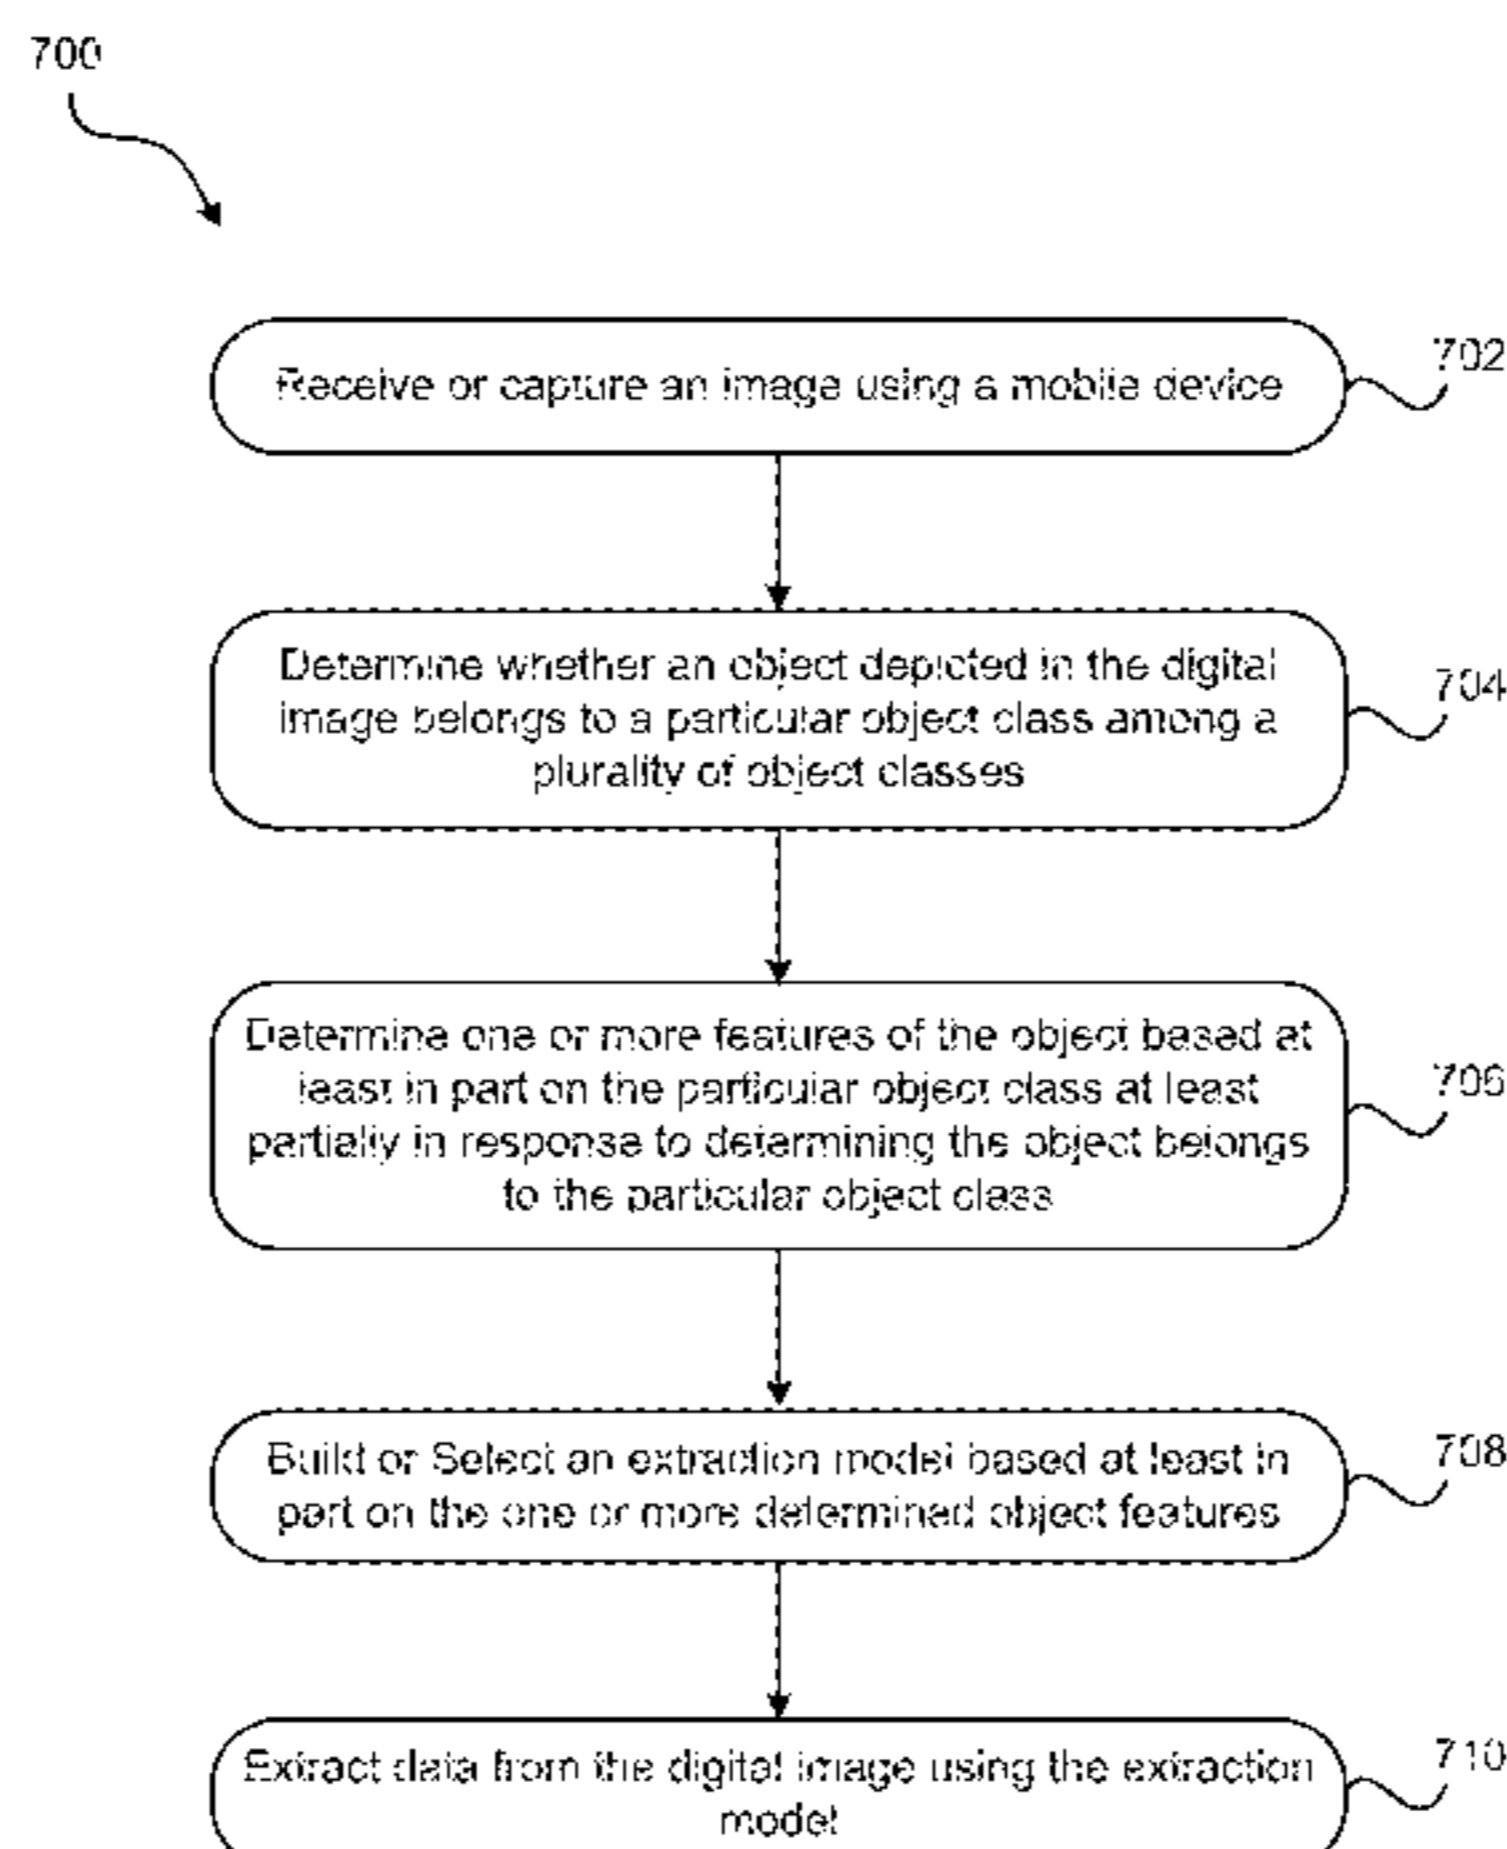 700
Receive or capture an image using a mobile device
702
Determine whether an object depicted in the digital
image belongs to a particular object class among a
plurality of object classes
704
Determine one or more features of the object based at
least in part on the particular object class at least
partially in response to determining the object belongs
to the particular object class
706
Build or Select an extraction model based at least in
part on the one or more determined object features
708
Extract data from the digital image using the extraction
model
710